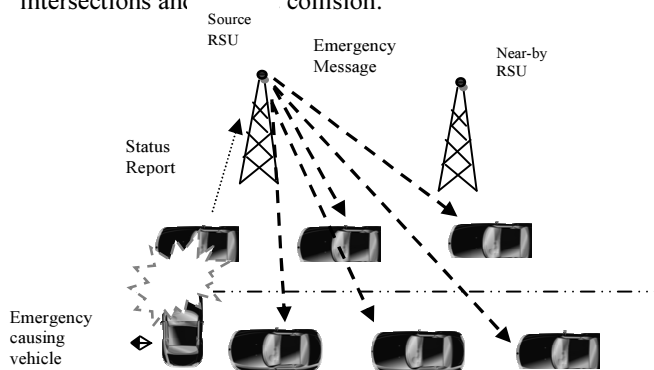 intersections and collision.
Source
RSU
Emergency
Message
Near-by
RSU
Status
Report
Emergency
causing
vehicle